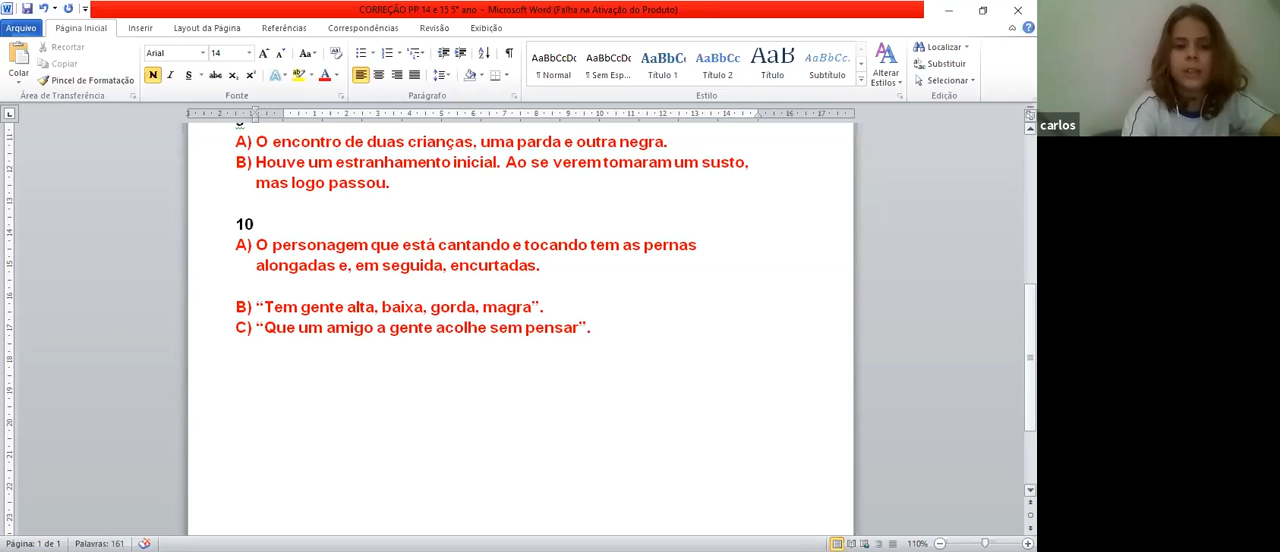 CORREÇÃO PP 14 e 15 5° ano - Microsoft Word (Falha na Ativação do Produto)
Arquivo Página Inicial Inserir Layout da Página Referências Correspondências Revisão Exibição
Colar
Recortar
Copiar
Pincel de Formatação
Área de Transferência
Arial 14
Fonte
Parágrafo
AaBbCcDc AaBbCcDc AaBbC AaBbCc AaB AaBbCc.
¶ Normal ¶ Sem Esp... Título 1 Título 2 Título Subtítulo
Alterar Estilos
Estilo
Localizar
Substituir
Selecionar
Edição
A) O encontro de duas crianças, uma parda e outra negra.
B) Houve um estranhamento inicial. Ao se verem tomaram um susto,
mas logo passou.
10
A) O personagem que está cantando e tocando tem as pernas
alongadas e, em seguida, encurtadas.
B) “Tem gente alta, baixa, gorda, magra”.
C) “Que um amigo a gente acolhe sem pensar”.
carlos
Página: 1 de 1 Palavras: 161 110%